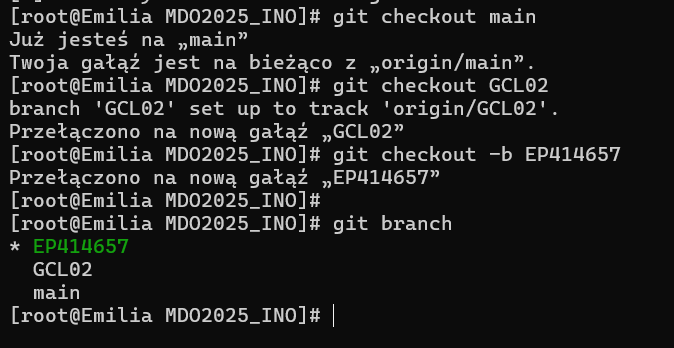 [root@Emilia MDO2025_INO]# git checkout main
Już jesteś na „main”
Twoja gałąź jest na bieżąco z „origin/main”.
[root@Emilia MDO2025_INO]# git checkout GCL02
branch 'GCL02' set up to track 'origin/GCL02'.
Przełączono na nową gałąź „GCL02”
[root@Emilia MDO2025_INO]# git checkout -b EP414657
Przełączono na nową gałąź „EP414657”
[root@Emilia MDO2025_INO]#
[root@Emilia MDO2025_INO]# git branch
* EP414657
  GCL02
  main
[root@Emilia MDO2025_INO]#